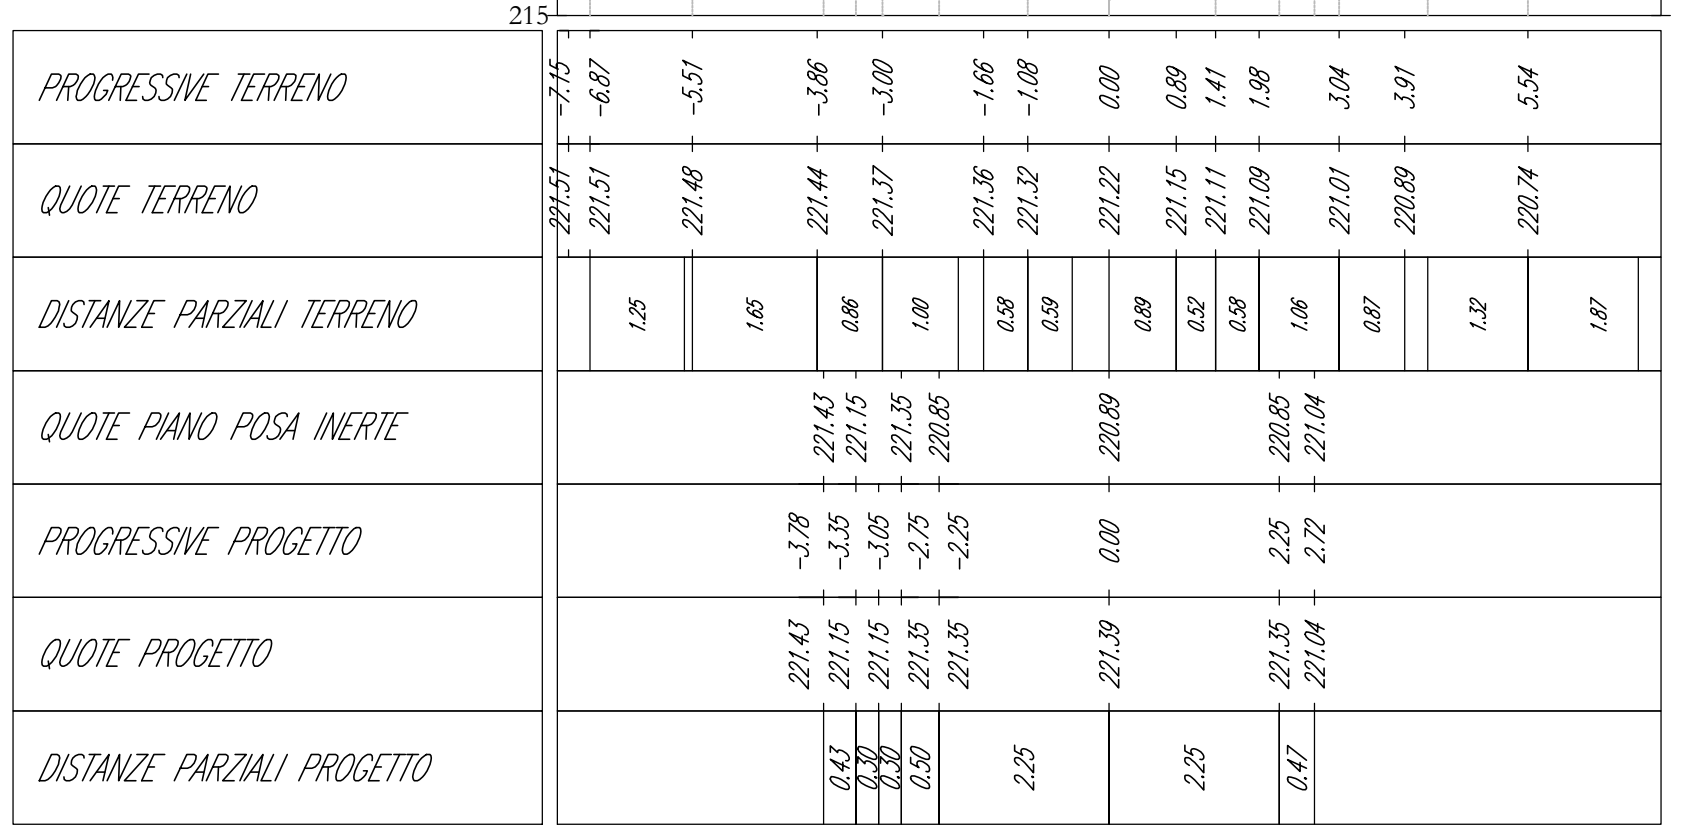 215
PROGRESSIVE TERRENO -7.15 -6.87 -5.51 -3.86 -3.00 -1.66 -1.08 0.00 0.89 1.41 1.98 3.04 3.91 5.54
QUOTE TERRENO 221.51 221.51 221.48 221.44 221.37 221.36 221.32 221.22 221.15 221.11 221.09 221.01 220.89 220.74
DISTANZE PARZIALI TERRENO 1.25 1.65 0.86 1.00 0.58 0.59 0.89 0.52 0.58 1.06 0.87 1.32 1.87
QUOTE PIANO POSA INERTE 221.43 221.15 221.35 220.85 220.89 220.85 221.04
PROGRESSIVE PROGETTO -3.78 -3.35 -3.05 -2.75 -2.25 0.00 2.25 2.72
QUOTE PROGETTO 221.43 221.15 221.15 221.35 221.35 221.39 221.35 221.04
DISTANZE PARZIALI PROGETTO 0.43 0.30 0.30 0.50 2.25 2.25 0.47